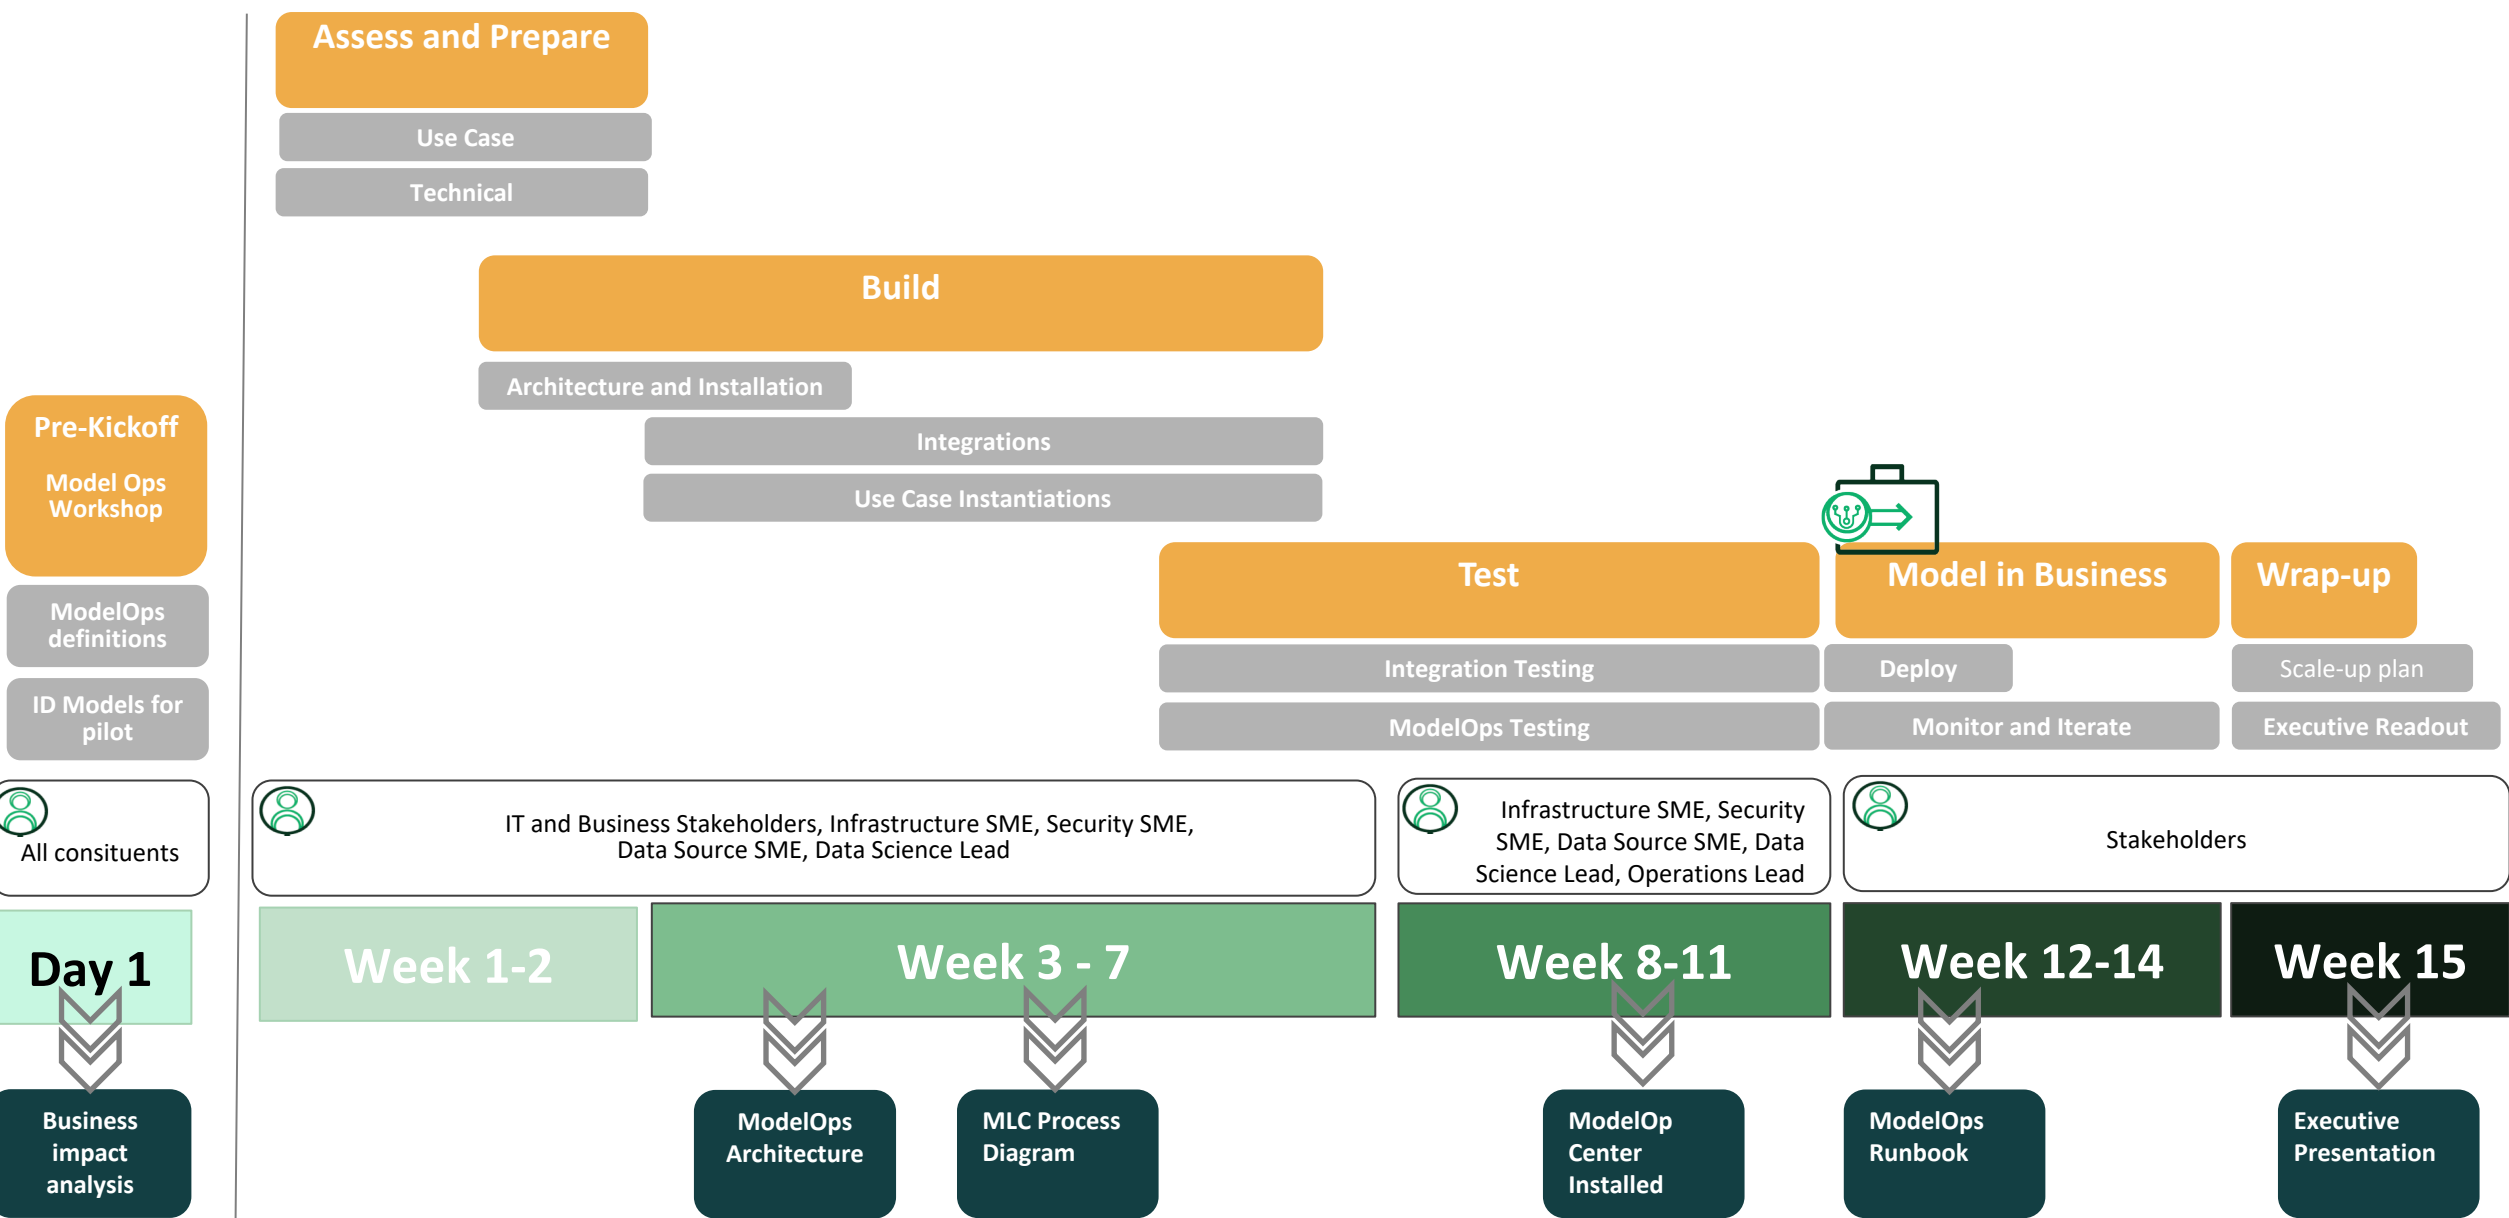 Assess and Prepare
Use Case
Technical
Build
Architecture and Installation
Integrations
Use Case Instantiations
Pre-Kickoff
Model Ops
Workshop
ModelOps
definitions
ID Models for
pilot
Test
Integration Testing
ModelOps Testing
Model in Business
Deploy
Monitor and Iterate
Wrap-up
Scale-up plan
Executive Readout
All consituents
IT and Business Stakeholders, Infrastructure SME, Security SME,
Data Source SME, Data Science Lead
Infrastructure SME, Security
SME, Data Source SME, Data
Science Lead, Operations Lead
Stakeholders
Day 1
Week 1-2
Week 3 - 7
Week 8-11
Week 12-14
Week 15
Business
impact
analysis
ModelOps
Architecture
MLC Process
Diagram
ModelOp
Center
Installed
ModelOps
Runbook
Executive
Presentation